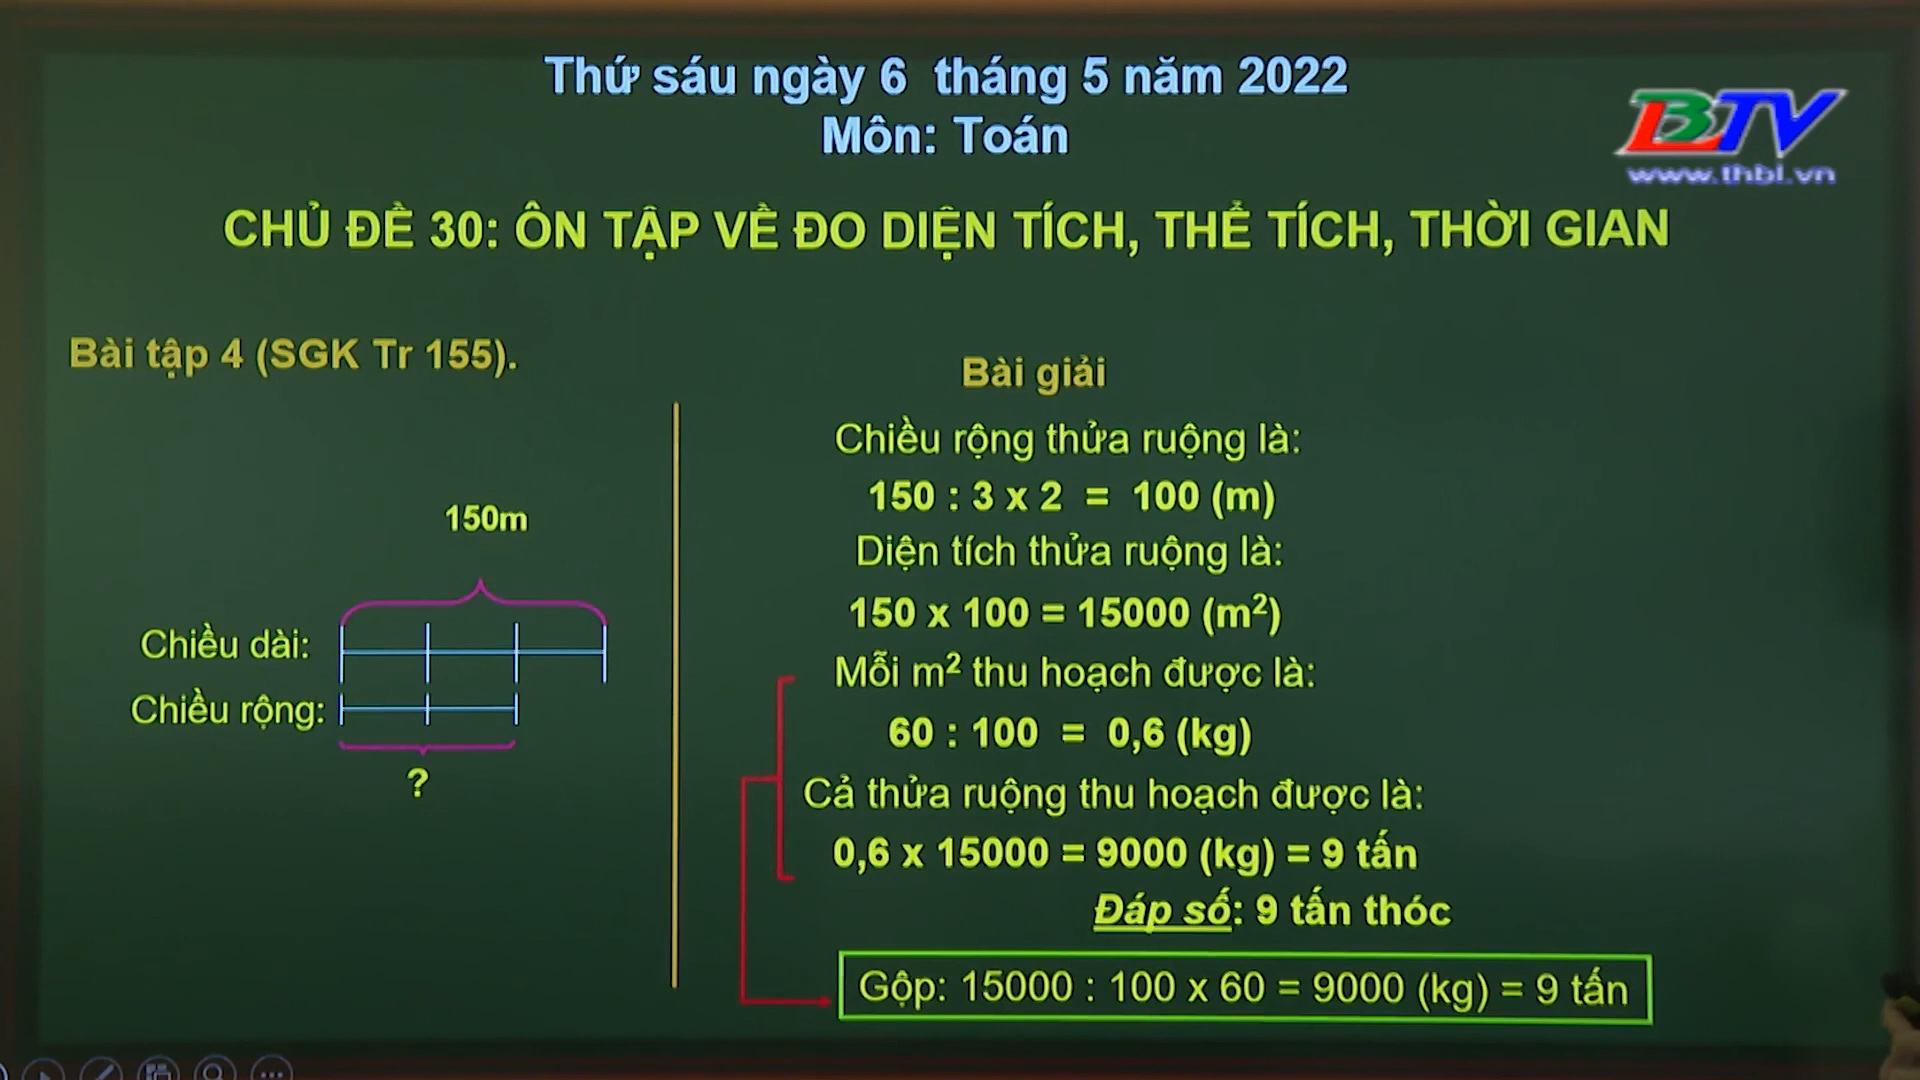 Thứ sáu ngày 6 tháng 5 năm 2022
Môn: Toán
BTV
www.thbl.vn
CHỦ ĐỀ 30: ÔN TẬP VỀ ĐO DIỆN TÍCH, THỂ TÍCH, THỜI GIAN
Bài tập 4 (SGK Tr 155).
150m
Chiều dài:
Chiều rộng:
?
Bài giải
Chiều rộng thửa ruộng là:
150 : 3 x 2 = 100 (m)
Diện tích thửa ruộng là:
150 x 100 = 15000 (m²)
Mỗi m² thu hoạch được là:
60 : 100 = 0,6 (kg)
Cả thửa ruộng thu hoạch được là:
0,6 x 15000 = 9000 (kg) = 9 tấn
Đáp số: 9 tấn thóc
Gộp: 15000 : 100 x 60 = 9000 (kg) = 9 tấn